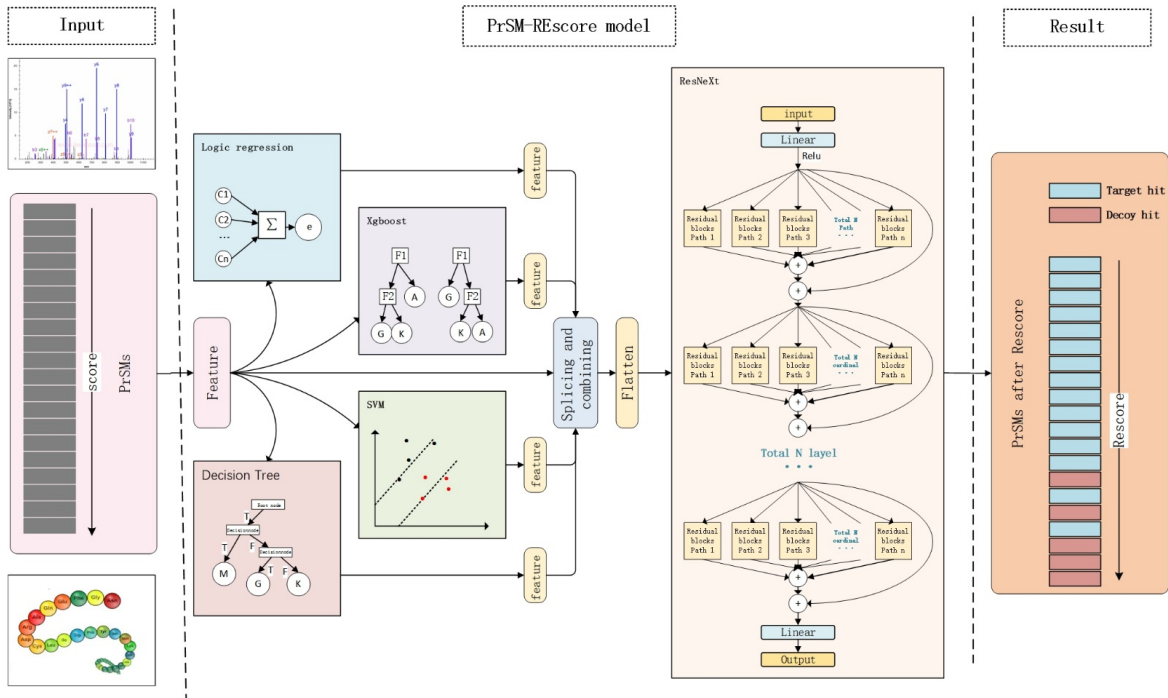 Input
PrSM-REscore model
Result
score
PrSMs
Feature
Logic regression
C1
C2
...
Cn
Σ
e
Xgboost
F1
F2
A
G
K
F1
G
F2
K
A
SVM
Decision Tree
Root node
T
Decisionnode
T
F
Decisionnode
M
T
F
G
K
feature
feature
feature
feature
Splicing and
combining
Flatten
ResNeXt
input
Linear
Relu
Residual
blocks
Path 1
Residual
blocks
Path 2
Residual
blocks
Path 3
Total N
Path
...
Residual
blocks
Path n
+
+
Residual
blocks
Path 1
Residual
blocks
Path 2
Residual
blocks
Path 3
Total N
cardinal
...
Residual
blocks
Path n
+
+
Total N layel
...
Residual
blocks
Path 1
Residual
blocks
Path 2
Residual
blocks
Path 3
Total N
cardinal
...
Residual
blocks
Path n
+
+
Linear
Output
Target hit
Decoy hit
PrSMs after Rescore
Rescore